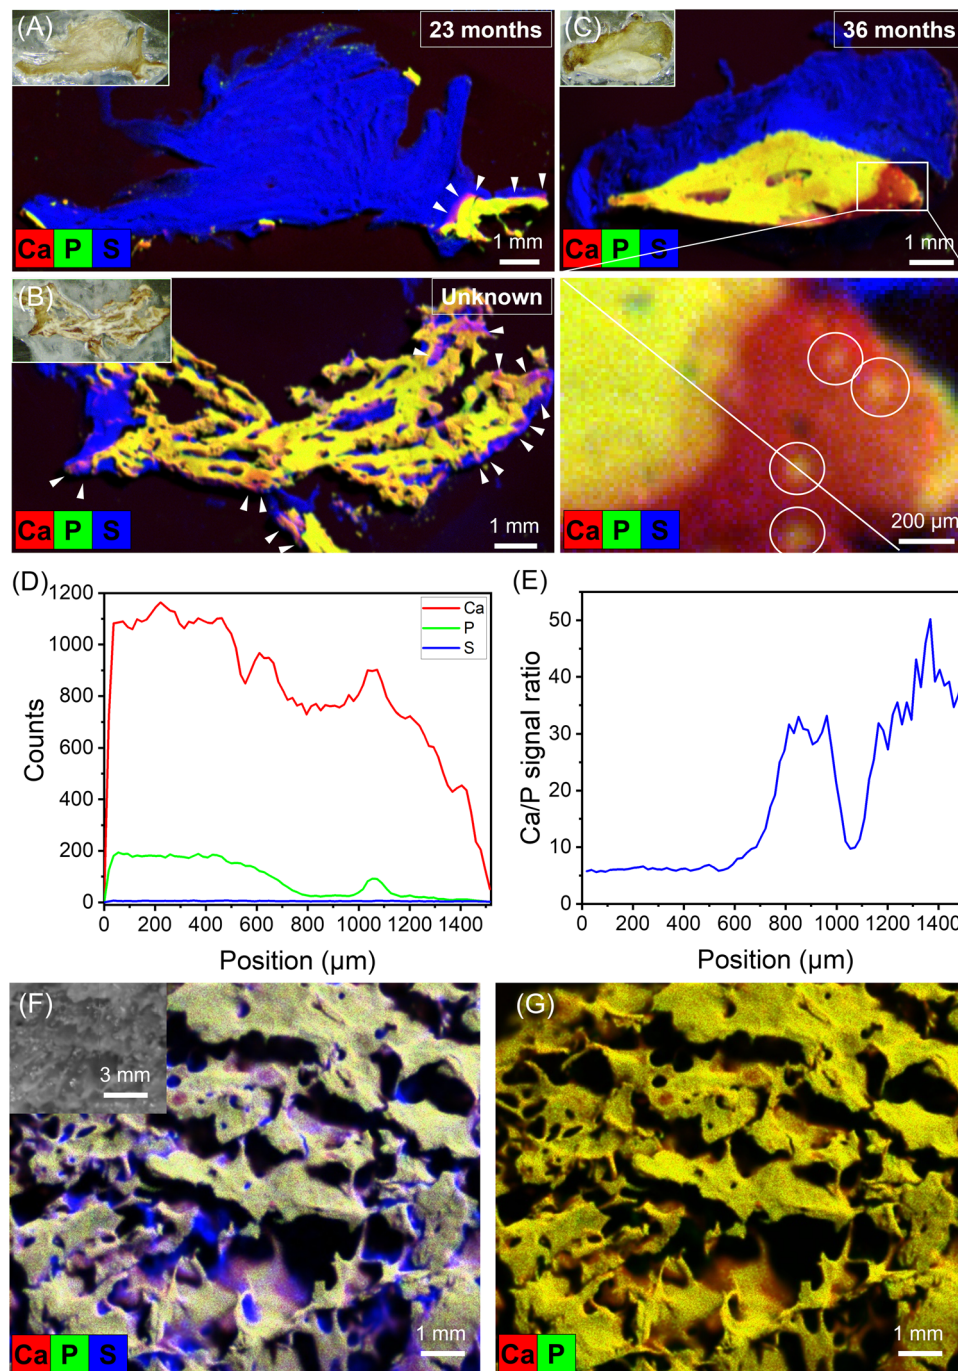 (A)
23 months
Ca P S
1 mm
(C)
36 months
Ca P S
1 mm
(B)
Unknown
Ca P S
1 mm
Ca P S
200 µm
(D)
Counts
1200
1000
800
600
400
200
0
Ca
P
S
0 200 400 600 800 1000 1200 1400
Position (µm)
(E)
Ca/P signal ratio
50
40
30
20
10
0
0 200 400 600 800 1000 1200 1400
Position (µm)
(F)
3 mm
Ca P S
1 mm
(G)
Ca P
1 mm